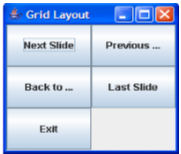 Grid Layout
Next Slide Previous ...
Back to ... Last Slide
Exit